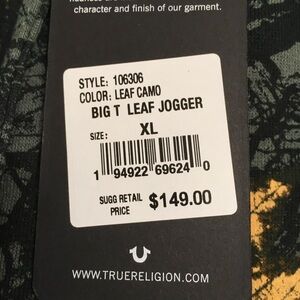 character and finish of our garment.
STYLE: 106306
COLOR: LEAF CAMO
BIG T LEAF JOGGER
SIZE: XL
1 94922 69624 0
SUGG RETAIL
PRICE $149.00
WWW.TRUERELIGION.COM